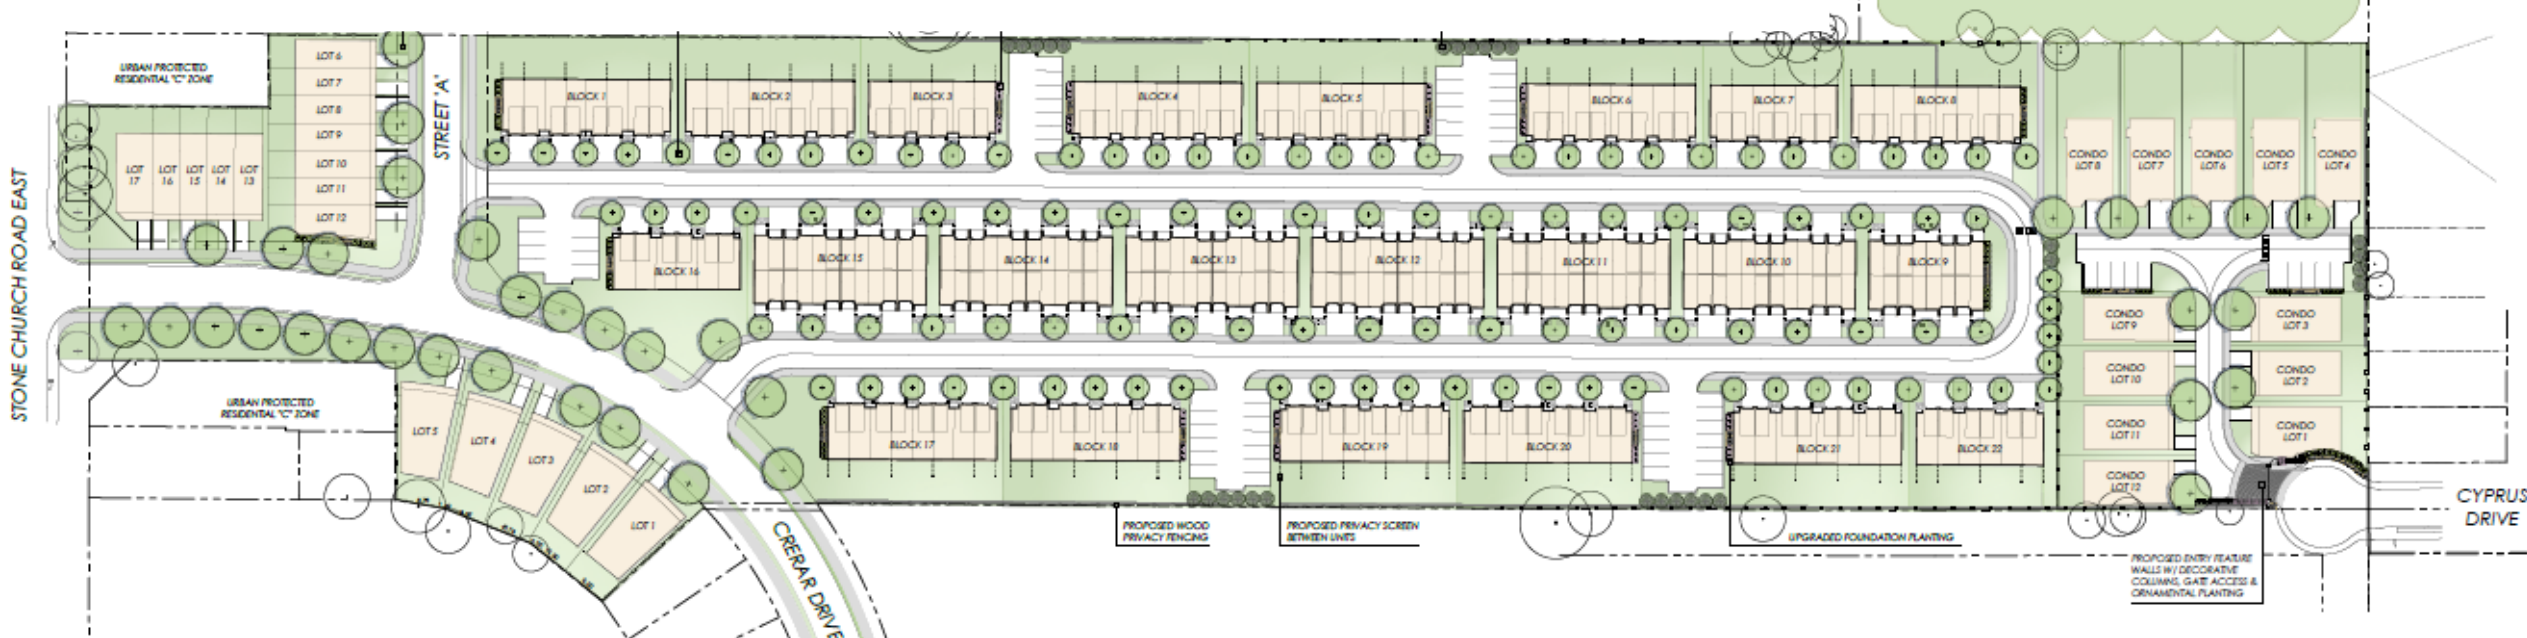 URBAN PROTECTED
RESIDENTIAL "C" ZONE
LOT 6
LOT 7
LOT 8
LOT 9
LOT 10
LOT 11
LOT 12
LOT
17
LOT
16
LOT
15
LOT
14
LOT
13
STREET "A"
STONE CHURCH ROAD EAST
BLOCK 1
BLOCK 2
BLOCK 3
BLOCK 4
BLOCK 5
BLOCK 6
BLOCK 7
BLOCK 8
CONDO
LOT 8
CONDO
LOT 7
CONDO
LOT 6
CONDO
LOT 5
CONDO
LOT 4
BLOCK 16
BLOCK 15
BLOCK 14
BLOCK 13
BLOCK 12
BLOCK 11
BLOCK 10
BLOCK 9
CONDO
LOT 9
CONDO
LOT 3
CONDO
LOT 10
CONDO
LOT 2
CONDO
LOT 11
CONDO
LOT 1
CONDO
LOT 12
URBAN PROTECTED
RESIDENTIAL "C" ZONE
LOT 5
LOT 4
LOT 3
LOT 2
LOT 1
BLOCK 17
BLOCK 18
BLOCK 19
BLOCK 20
BLOCK 21
BLOCK 22
CRERAR DRIVE
PROPOSED WOOD
PRIVACY FENCING
PROPOSED PRIVACY SCREEN
BETWEEN UNITS
UPGRADED FOUNDATION PLANTING
PROPOSED ENTRY FEATURE
WALLS W/ DECORATIVE
COLUMNS, GATE ACCESS &
ORNAMENTAL PLANTING
CYPRUS
DRIVE